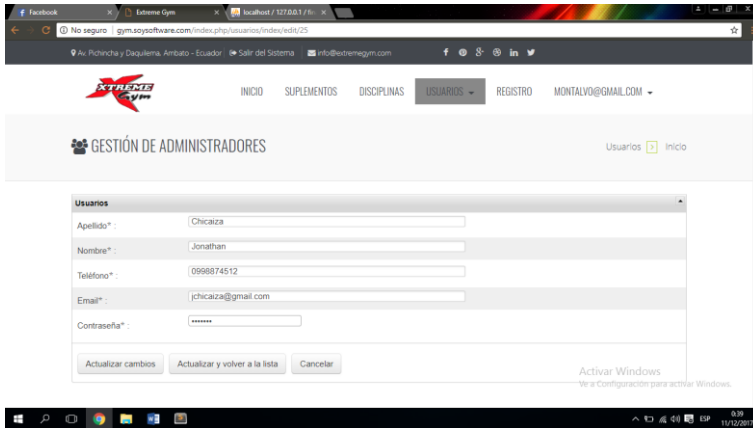 Facebook
Extreme Gym
localhost / 127.0.0.1 /
No seguro | gym.soysoftware.com/index.php/usuarios/index/edit/25
Av. Pichincha y Daquilema. Ambato - Ecuador Salir del Sistema info@extremegym.com
XTREME
Gym
INICIO SUPLEMENTOS DISCIPLINAS USUARIOS REGISTRO MONTALVO@GMAIL.COM
GESTIÓN DE ADMINISTRADORES
Usuarios Inicio
Usuarios
Apellido* : Chicaiza
Nombre* : Jonathan
Teléfono* : 0998874512
Email* : jchicaiza@gmail.com
Contraseña* : •••••••
Actualizar cambios Actualizar y volver a la lista Cancelar
Activar Windows
Ve a Configuración para activar Windows.
ESP
0:39
11/12/2017